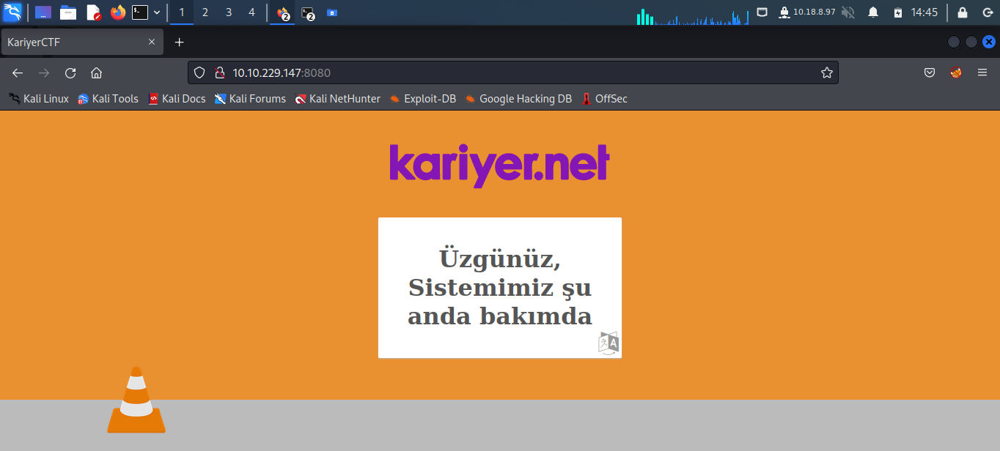 1 2 3 4 2 2 10.18.8.97 14:45
KariyerCTF
10.10.229.147:8080
Kali Linux Kali Tools Kali Docs Kali Forums Kali NetHunter Exploit-DB Google Hacking DB OffSec
kariyer.net
Üzgünüz,
Sistemimiz şu
anda bakımda
A